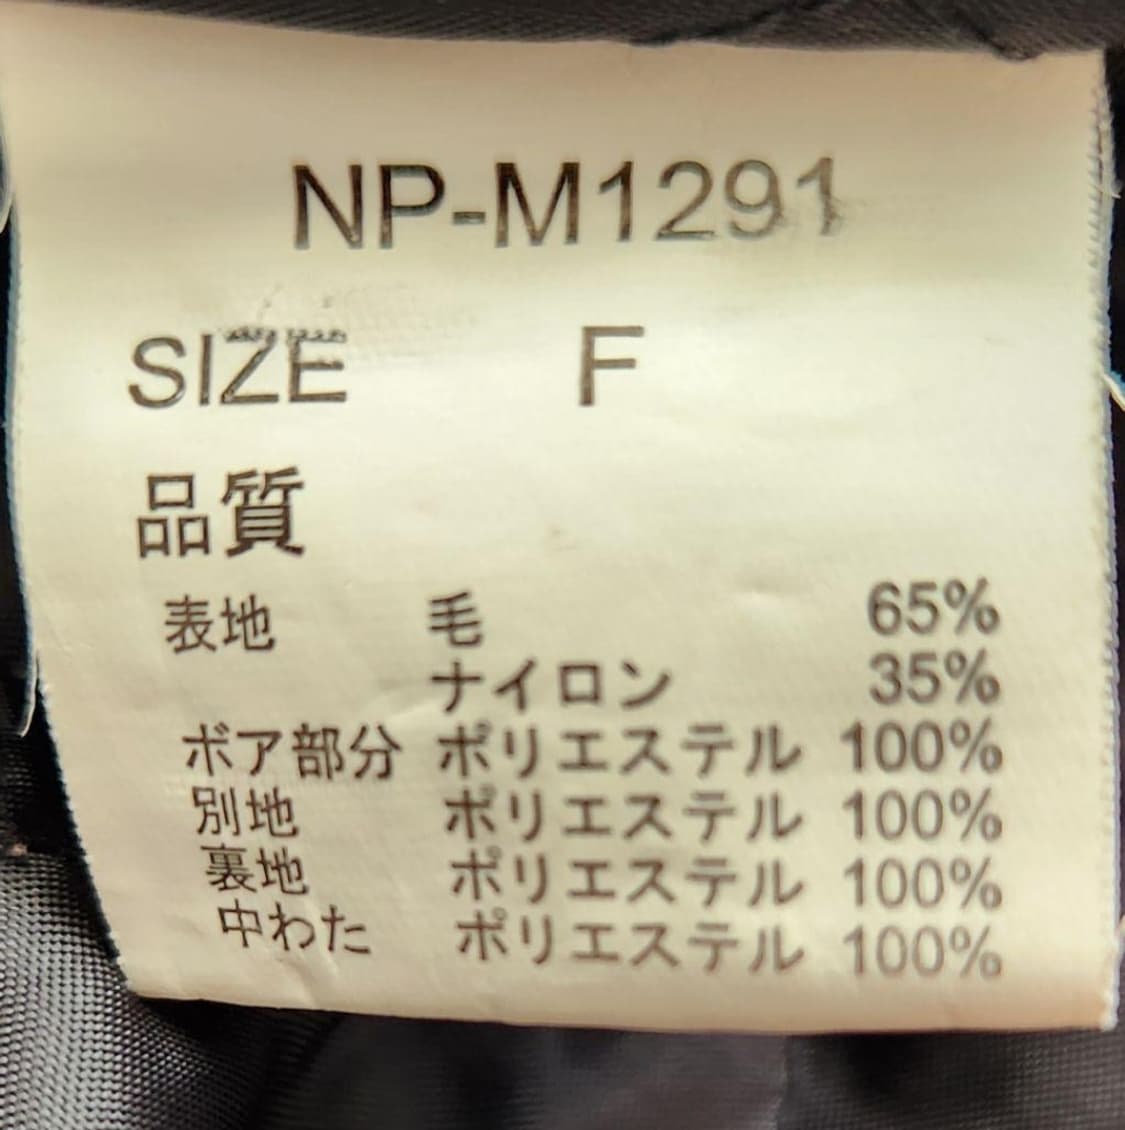 NP-M1291
SIZE F
品質
表地 毛 65%
ナイロン 35%
ボア部分 ポリエステル 100%
別地 ポリエステル 100%
裏地 ポリエステル 100%
中わた ポリエステル 100%